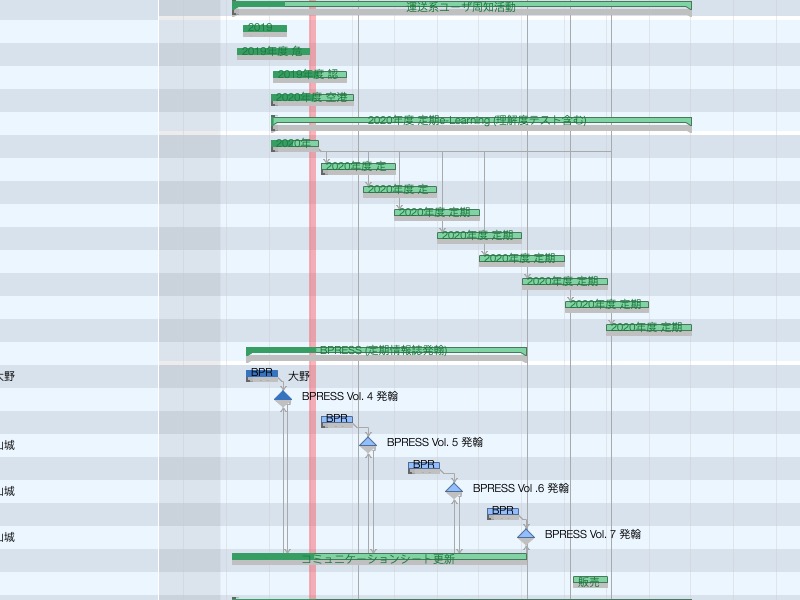 運送系ユーザ周知活動
2019
2019年度 危
2019年度 認
2020年度 空港
2020年度 定期e-Learning (理解度テスト含む)
2020年
2020年度 定
2020年度 定
2020年度 定期
2020年度 定期
2020年度 定期
2020年度 定期
2020年度 定期
2020年度 定期
BPRESS (定期情報誌発翰)
大野 BPR 大野
BPRESS Vol. 4 発翰
BPR
山城 BPRESS Vol. 5 発翰
BPR
山城 BPRESS Vol .6 発翰
BPR
山城 BPRESS Vol. 7 発翰
コミュニケーションシート更新
販売